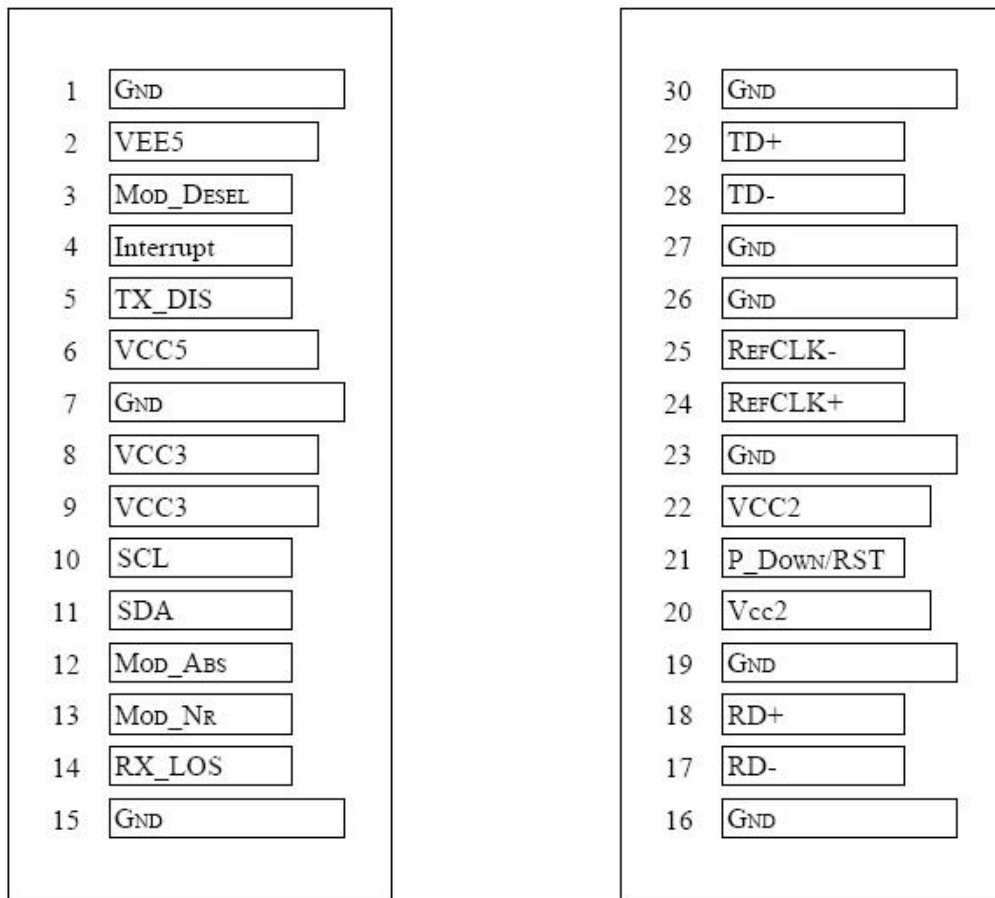 1 GND
2 VEE5
3 MOD_DESEL
4 Interrupt
5 TX_DIS
6 VCC5
7 GND
8 VCC3
9 VCC3
10 SCL
11 SDA
12 MOD_ABS
13 MOD_NR
14 RX_LOS
15 GND
30 GND
29 TD+
28 TD-
27 GND
26 GND
25 REFCLK-
24 REFCLK+
23 GND
22 VCC2
21 P_DOWN/RST
20 Vcc2
19 GND
18 RD+
17 RD-
16 GND